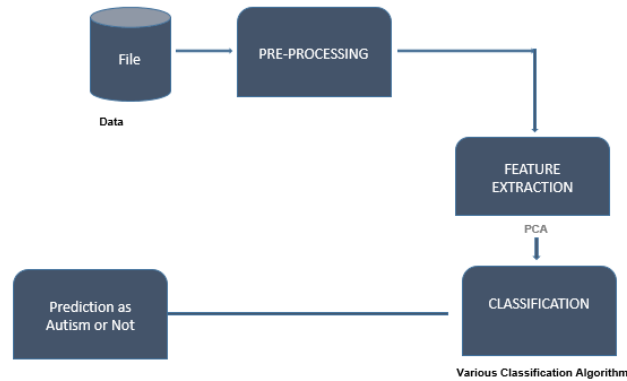 File
PRE-PROCESSING
Data
FEATURE
EXTRACTION
PCA
CLASSIFICATION
Prediction as
Autism or Not
Various Classification Algorithm